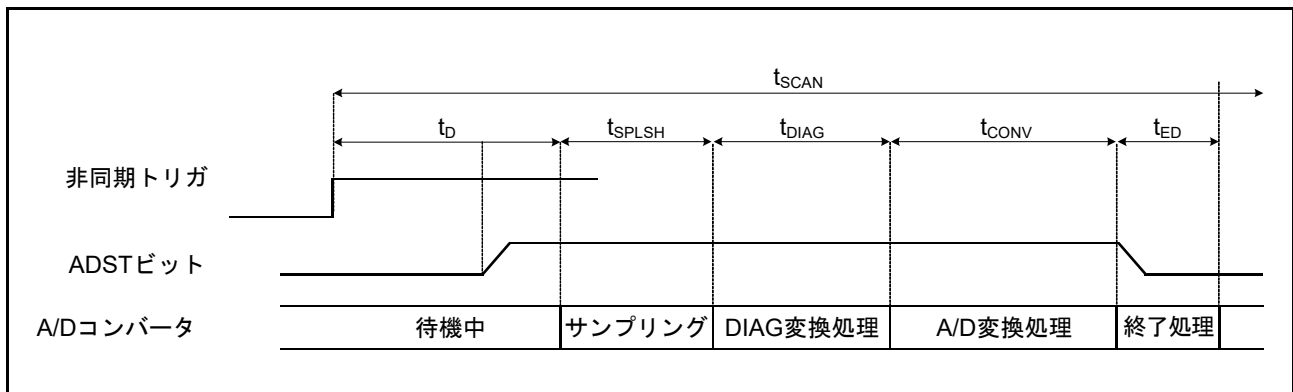 tSCAN
tD tSPLSH tDIAG tCONV tED
非同期トリガ
ADSTビット
A/Dコンバータ 待機中 サンプリング DIAG変換処理 A/D変換処理 終了処理